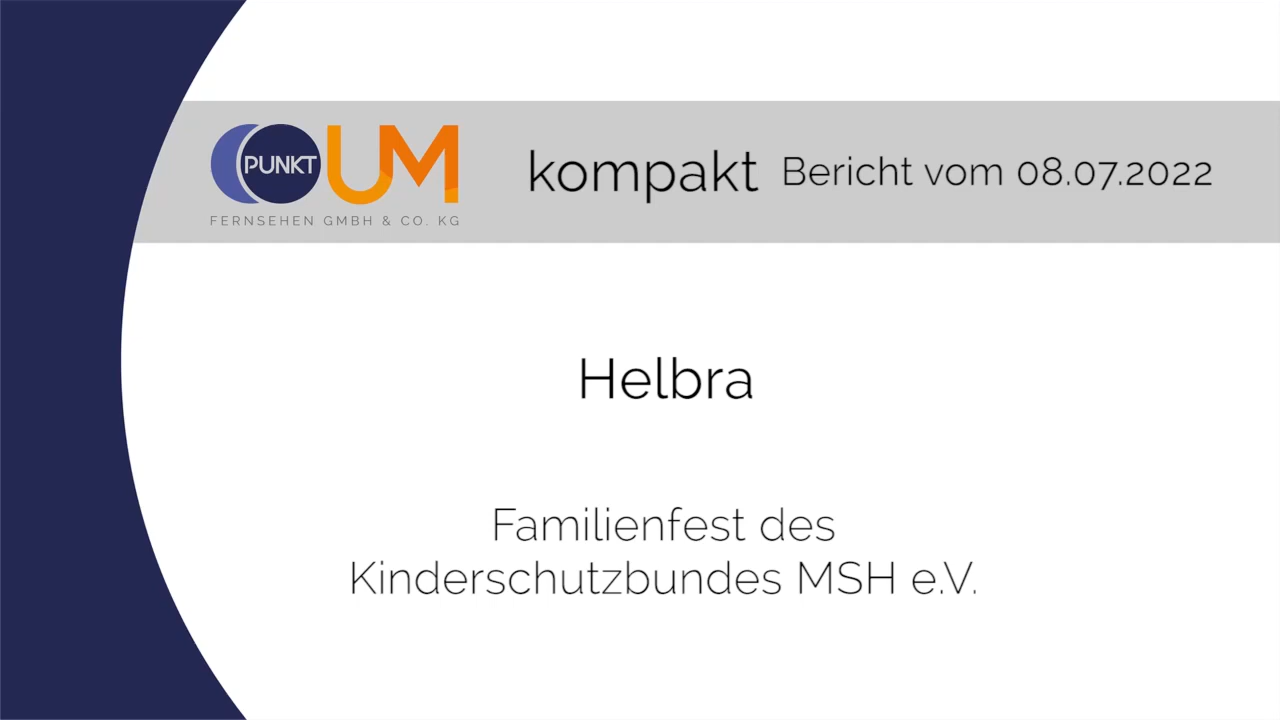 PUNKT UM
FERNSEHEN GMBH & CO. KG
kompakt Bericht vom 08.07.2022
Helbra
Familienfest des
Kinderschutzbundes MSH e.V.